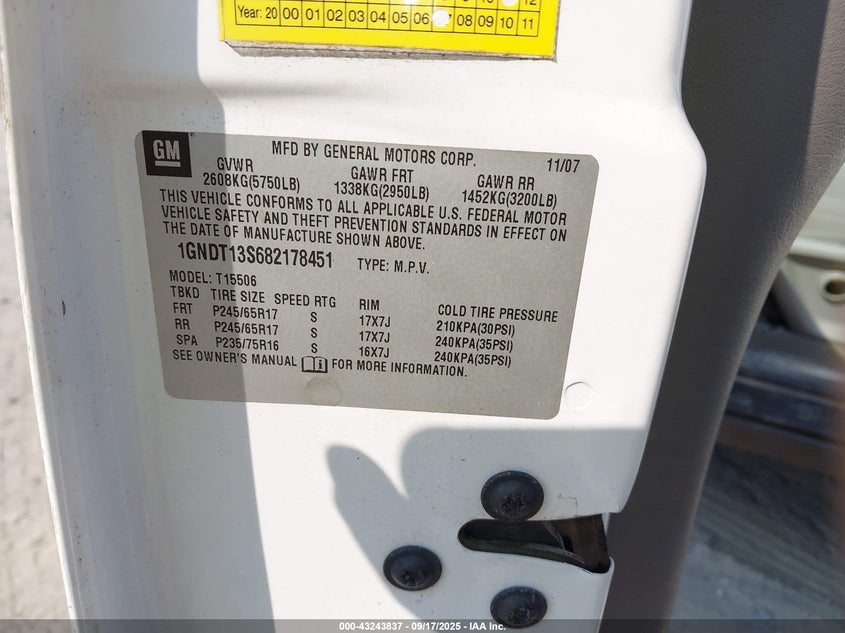 12
Year: 20 00 01 02 03 04 05 06 08 09 10 11
GM
MFD BY GENERAL MOTORS CORP. 11/07
GVWR GAWR FRT GAWR RR
2608KG(5750LB) 1338KG(2950LB) 1452KG(3200LB)
THIS VEHICLE CONFORMS TO ALL APPLICABLE U.S. FEDERAL MOTOR
VEHICLE SAFETY AND THEFT PREVENTION STANDARDS IN EFFECT ON
THE DATE OF MANUFACTURE SHOWN ABOVE.
1GNDT13S682178451 TYPE: M.P.V.
MODEL: T15506
TBKD TIRE SIZE SPEED RTG RIM COLD TIRE PRESSURE
FRT P245/65R17 S 17X7J 210KPA(30PSI)
RR P245/65R17 S 17X7J 240KPA(35PSI)
SPA P235/75R16 S 16X7J 240KPA(35PSI)
SEE OWNER'S MANUAL FOR MORE INFORMATION.
000-43243837 - 09/17/2025 - IAA Inc.